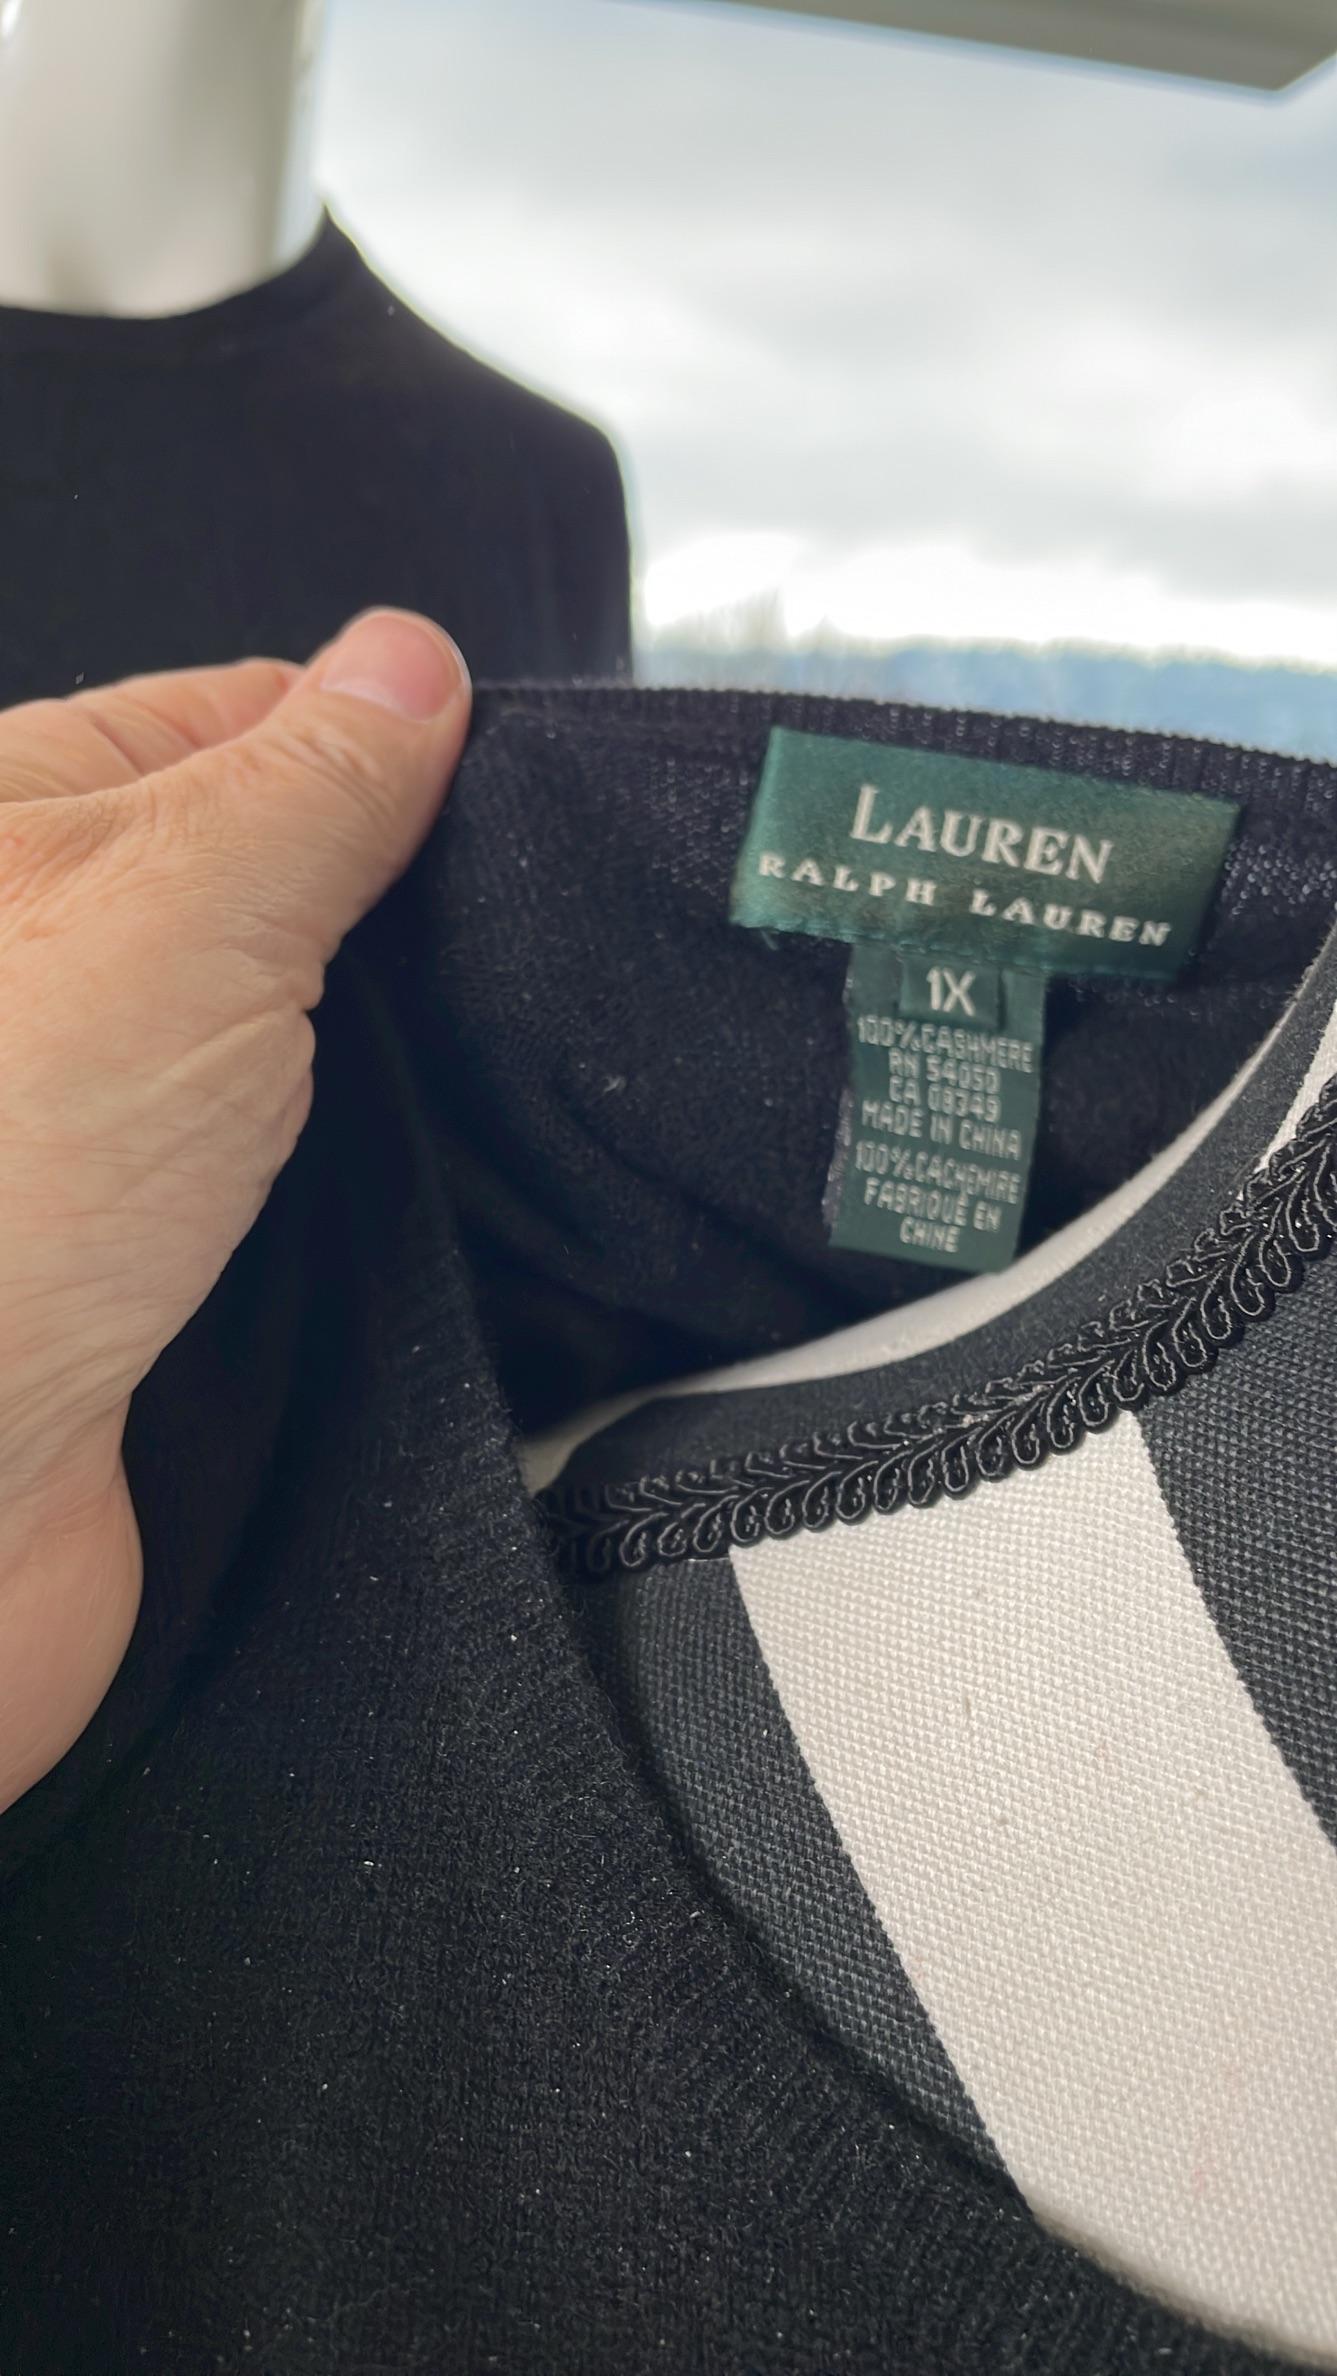 LAUREN
RALPH LAUREN
1X
100% CASHMERE
RN 54050
CA 08349
MADE IN CHINA
100% CACHEMIRE
FABRIQUÉ EN
CHINE